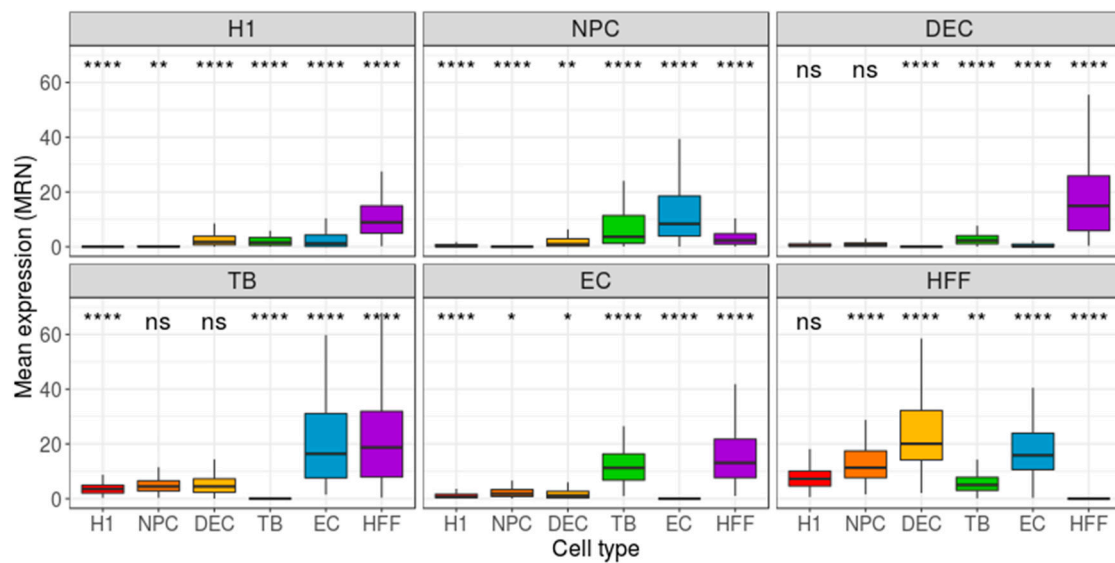 H1 NPC DEC
**** ** **** **** **** **** **** **** ** **** **** **** ns ns **** **** **** ****
60
40
20
0
TB EC HFF
**** ns ns **** **** **** **** * * **** **** **** ns **** **** ** **** ****
60
40
20
0
H1 NPC DEC TB EC HFF H1 NPC DEC TB EC HFF H1 NPC DEC TB EC HFF
Cell type
Mean expression (MRN)